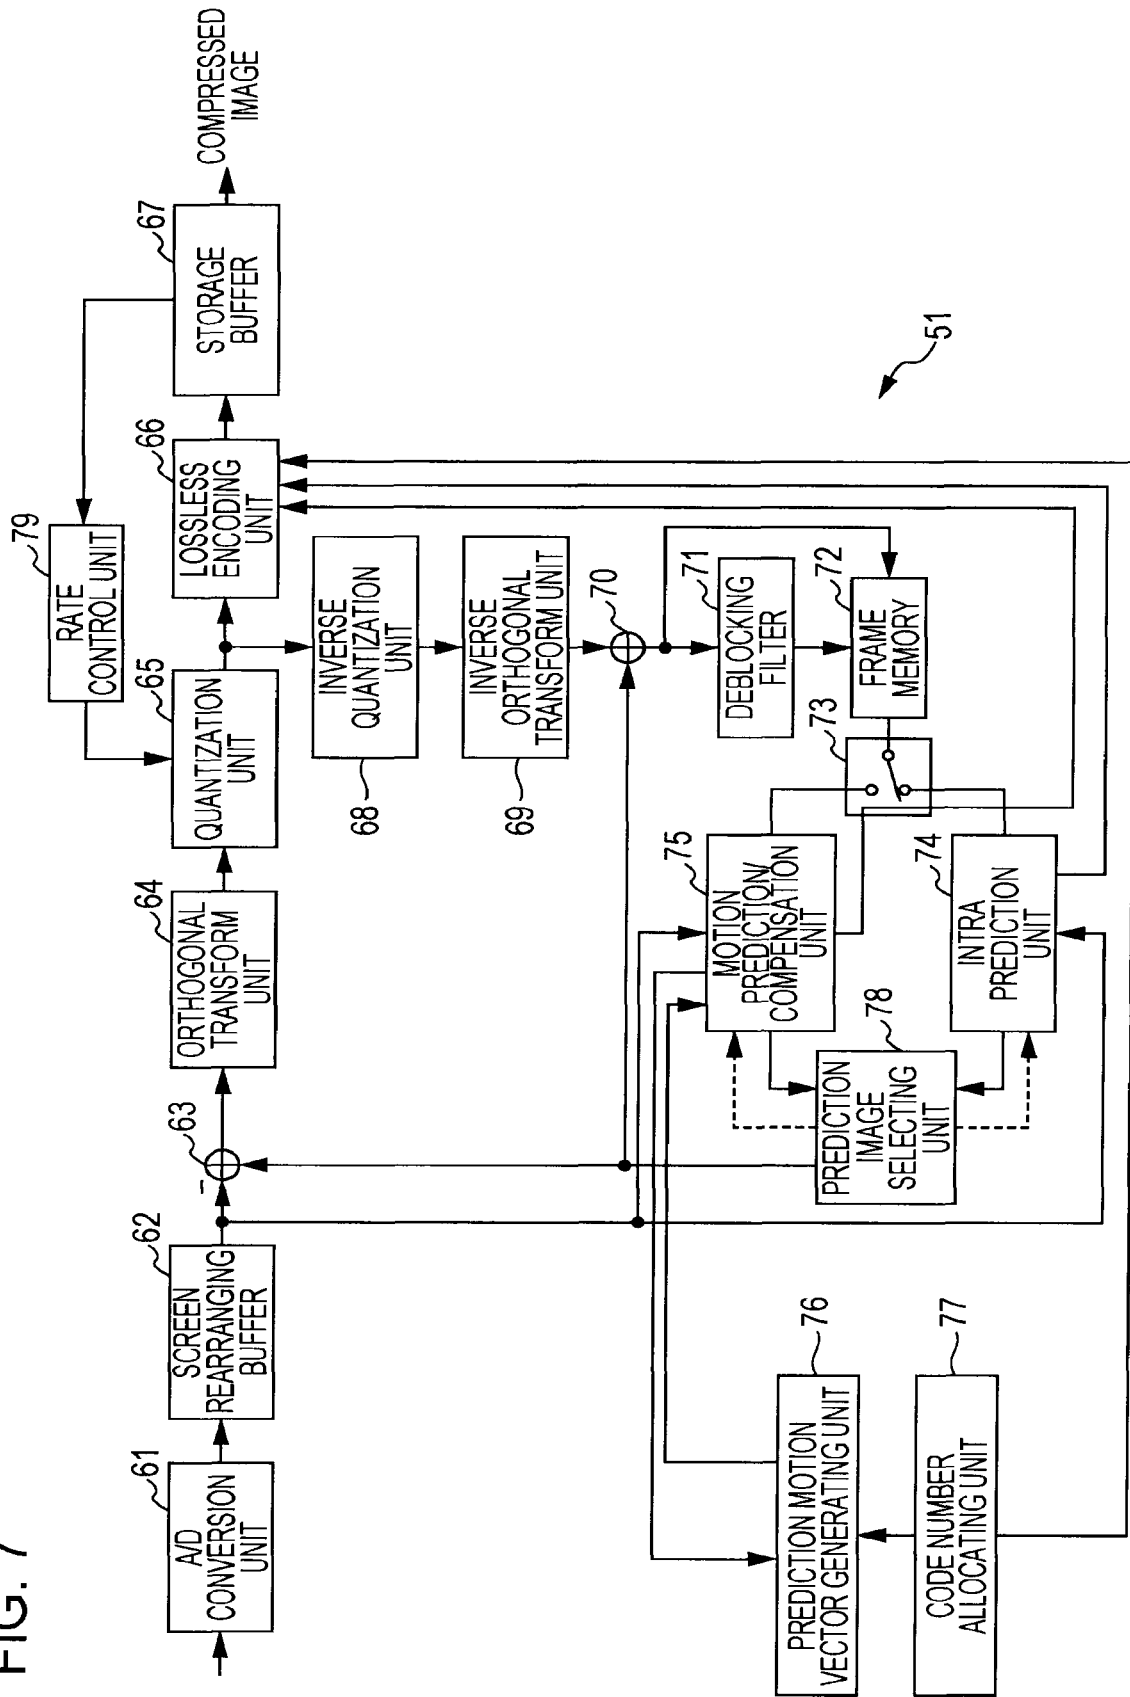 FIG. 7
61
A/D
CONVERSION
UNIT
62
SCREEN
REARRANGING
BUFFER
63
-
64
ORTHOGONAL
TRANSFORM
UNIT
65
QUANTIZATION
UNIT
79
RATE
CONTROL UNIT
66
LOSSLESS
ENCODING
UNIT
67
STORAGE
BUFFER
COMPRESSED
IMAGE
INVERSE
QUANTIZATION
UNIT
68
INVERSE
ORTHOGONAL
TRANSFORM UNIT
69
70
71
DEBLOCKING
FILTER
72
FRAME
MEMORY
73
51
75
MOTION
PREDICTION/
COMPENSATION
UNIT
74
INTRA
PREDICTION
UNIT
78
PREDICTION
IMAGE
SELECTING
UNIT
76
PREDICTION MOTION
VECTOR GENERATING UNIT
77
CODE NUMBER
ALLOCATING UNIT